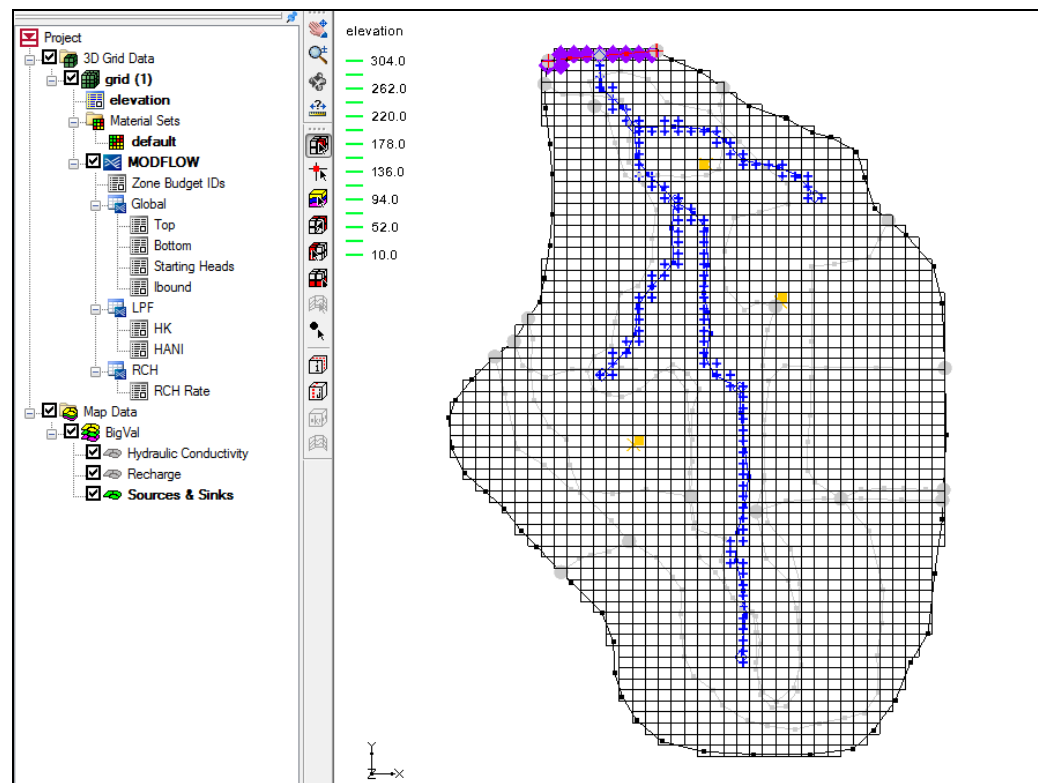 Project
3D Grid Data
grid (1)
elevation
Material Sets
default
MODFLOW
Zone Budget IDs
Global
Top
Bottom
Starting Heads
Ibound
LPF
HK
HANI
RCH
RCH Rate
Map Data
BigVal
Hydraulic Conductivity
Recharge
Sources & Sinks
elevation
304.0
262.0
220.0
178.0
136.0
94.0
52.0
10.0
Y
Z X